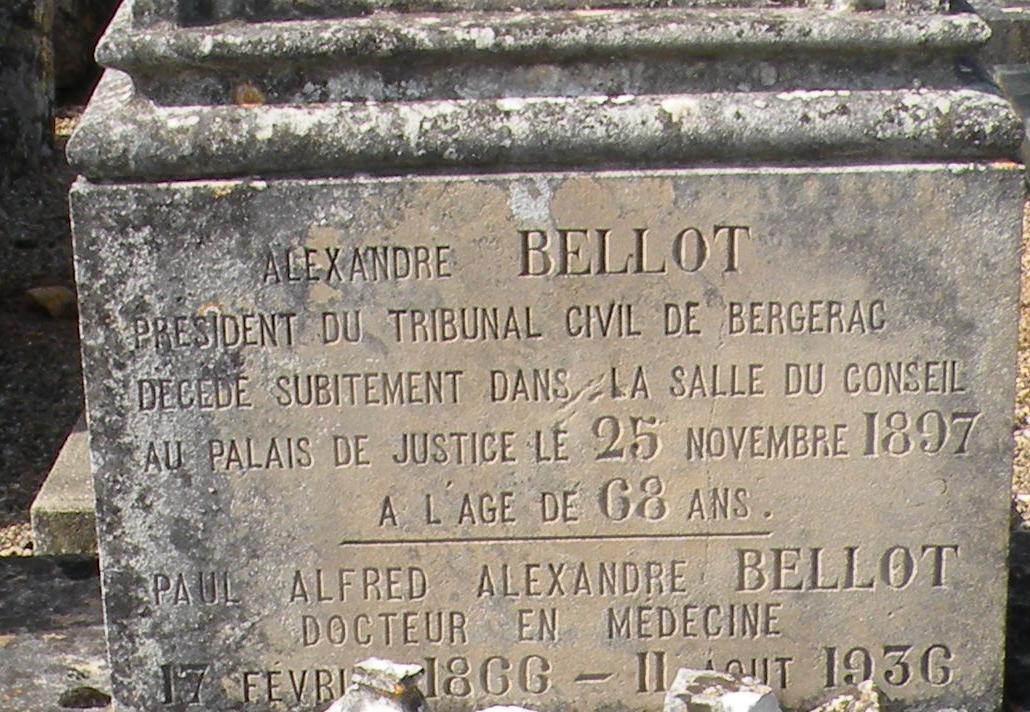 ALEXANDRE BELLOT
PRESIDENT DU TRIBUNAL CIVIL DE BERGERAC
DECEDE SUBITEMENT DANS LA SALLE DU CONSEIL
AU PALAIS DE JUSTICE LE 25 NOVEMBRE 1897
A L'AGE DE 68 ANS.
PAUL ALFRED ALEXANDRE BELLOT
DOCTEUR EN MEDECINE
17 FÉVRI 1866 – 11 AOUT 1936